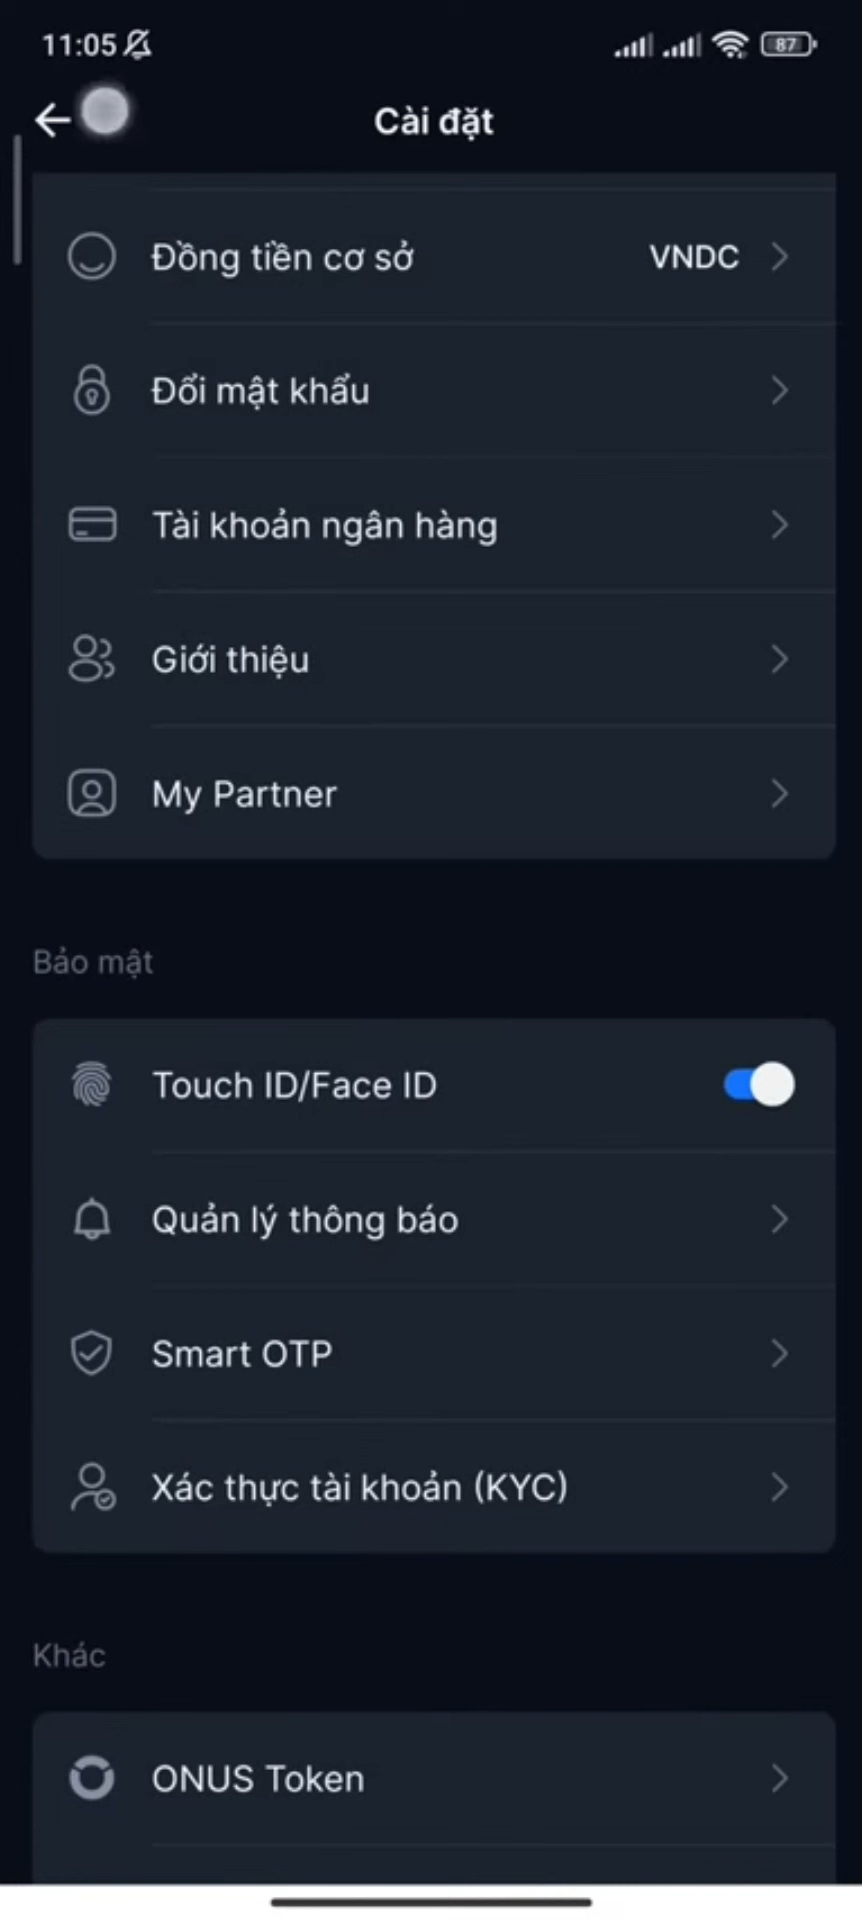 11:05
87
Cài đặt
Đồng tiền cơ sở VNDC
Đổi mật khẩu
Tài khoản ngân hàng
Giới thiệu
My Partner
Bảo mật
Touch ID/Face ID
Quản lý thông báo
Smart OTP
Xác thực tài khoản (KYC)
Khác
ONUS Token